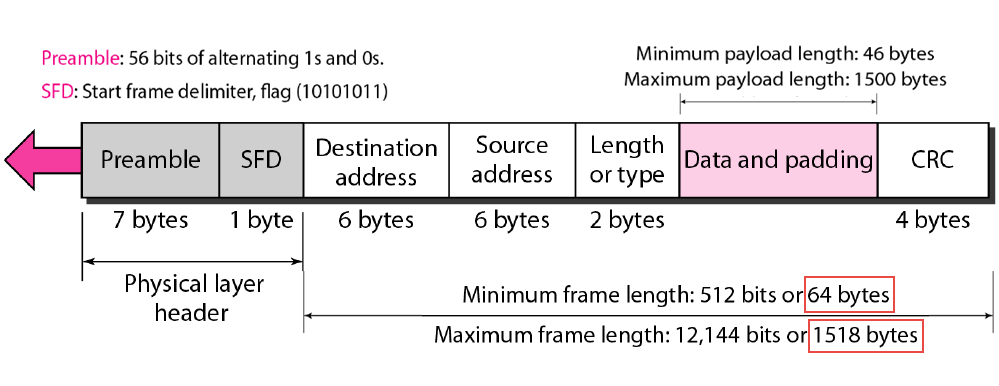 Preamble: 56 bits of alternating 1s and 0s.
SFD: Start frame delimiter, flag (10101011)
Minimum payload length: 46 bytes
Maximum payload length: 1500 bytes
Preamble
SFD
Destination
address
Source
address
Length
or type
Data and padding
CRC
7 bytes
1 byte
6 bytes
6 bytes
2 bytes
4 bytes
Physical layer
header
Minimum frame length: 512 bits or 64 bytes
Maximum frame length: 12,144 bits or 1518 bytes